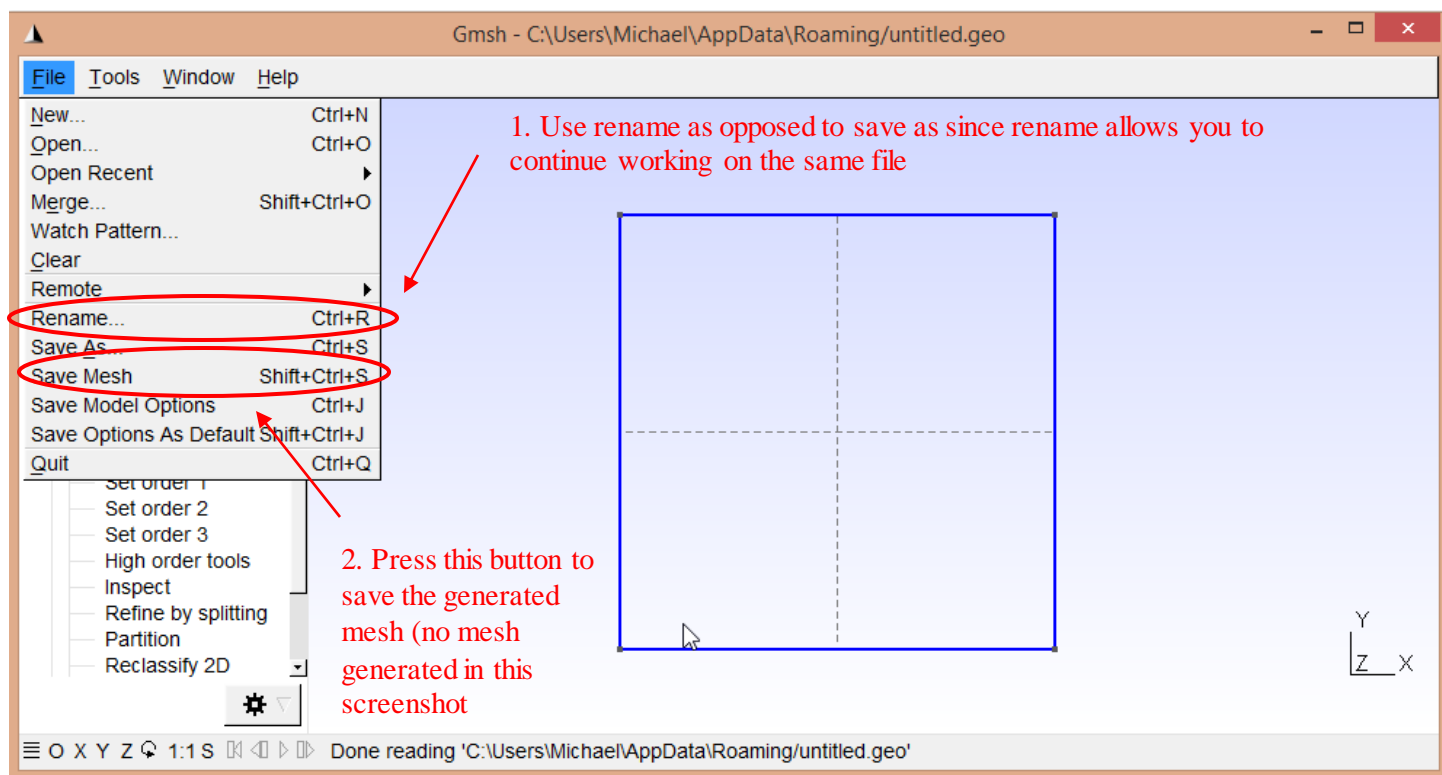 Gmsh - C:\Users\Michael\AppData\Roaming/untitled.geo
File Tools Window Help
New... Ctrl+N
Open... Ctrl+O
Open Recent
Merge... Shift+Ctrl+O
Watch Pattern...
Clear
Remote
Rename... Ctrl+R
Save As... Ctrl+S
Save Mesh Shift+Ctrl+S
Save Model Options Ctrl+J
Save Options As Default Shift+Ctrl+J
Quit Ctrl+Q
Set order 1
Set order 2
Set order 3
High order tools
Inspect
Refine by splitting
Partition
Reclassify 2D
1. Use rename as opposed to save as since rename allows you to
continue working on the same file
2. Press this button to
save the generated
mesh (no mesh
generated in this
screenshot
Y
Z X
O X Y Z 1:1 S Done reading 'C:\Users\Michael\AppData\Roaming/untitled.geo'